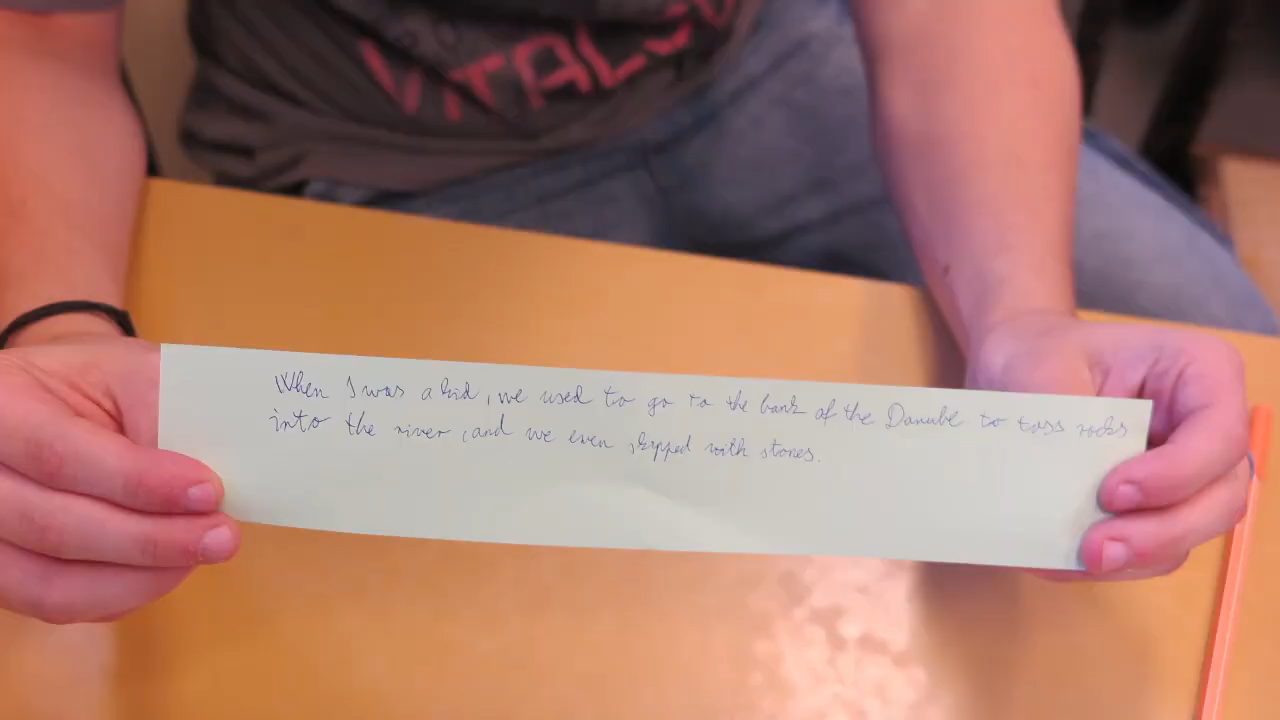 VITAL
When I was a kid, we used to go to the bank of the Danube to toss rocks
into the river, and we even skipped with stones.